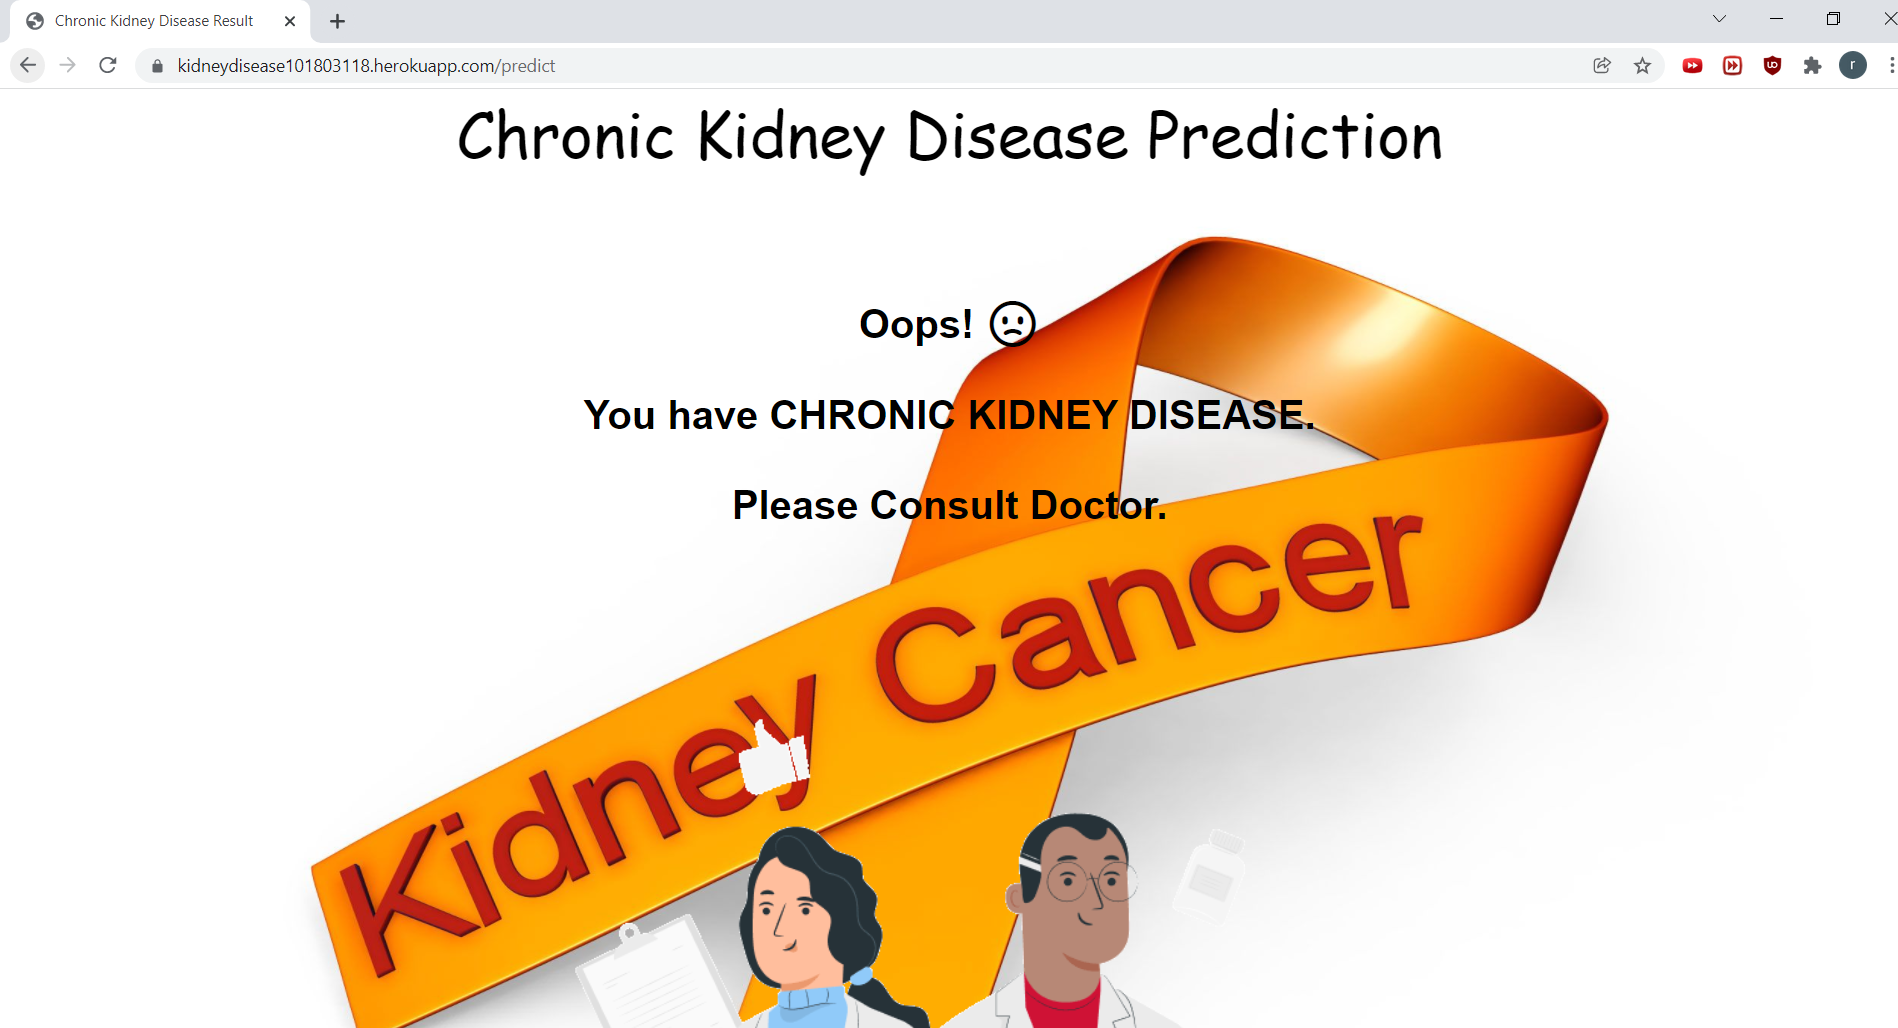 Chronic Kidney Disease Result
kidneydisease101803118.herokuapp.com/predict
r
Chronic Kidney Disease Prediction
Oops!
You have CHRONIC KIDNEY DISEASE.
Please Consult Doctor.
Kidney Cancer